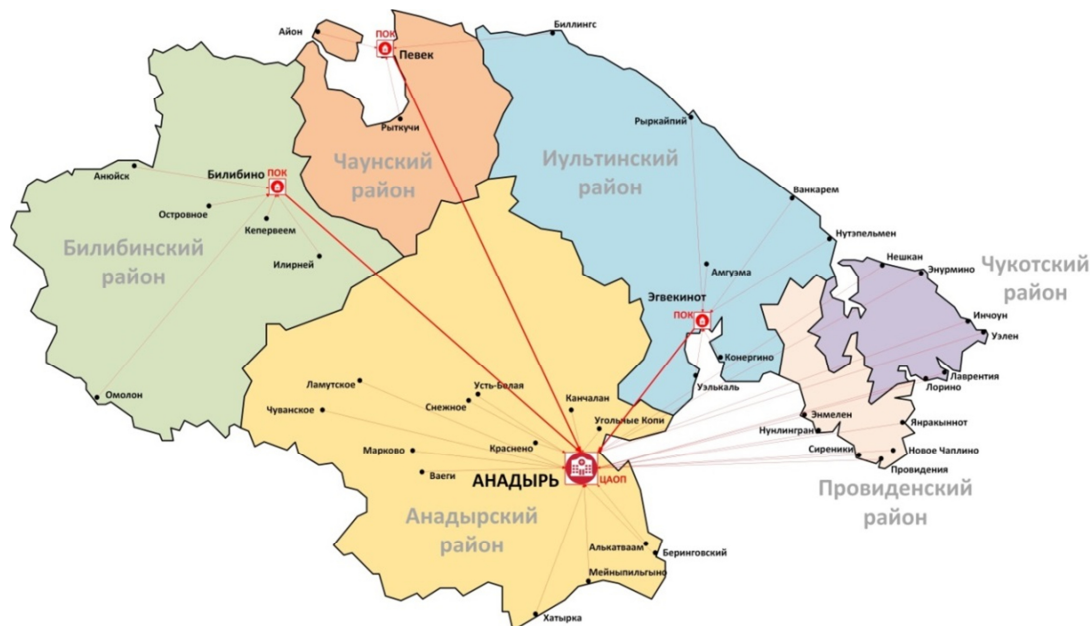 Айон
ПОК
Певек
Биллингс
Рыткучи
Чаунский
район
Рыркайпий
Иультинский
район
Анюйск
Билибино ПОК
Островное
Кепервеем
Илирней
Билибинский
район
Омолон
Ванкарем
Нутэпельмен
Амгуэма
Эгвекинот
ПОК
Конергино
Уэлькаль
Нешкан
Энурмино
Чукотский
район
Инчоун
Уэлен
Лаврентия
Лорино
Ламутское
Усть-Белая
Снежное
Чуванское
Канчалан
Угольные Копи
Марково
Краснено
Ваеги
АНАДЫРЬ
ЦАОП
Анадырский
район
Энмелен
Нунлингран
Янракыннот
Сиреники
Новое Чаплино
Провидения
Провиденский
район
Алькатваам
Беринговский
Мейныпильгыно
Хатырка